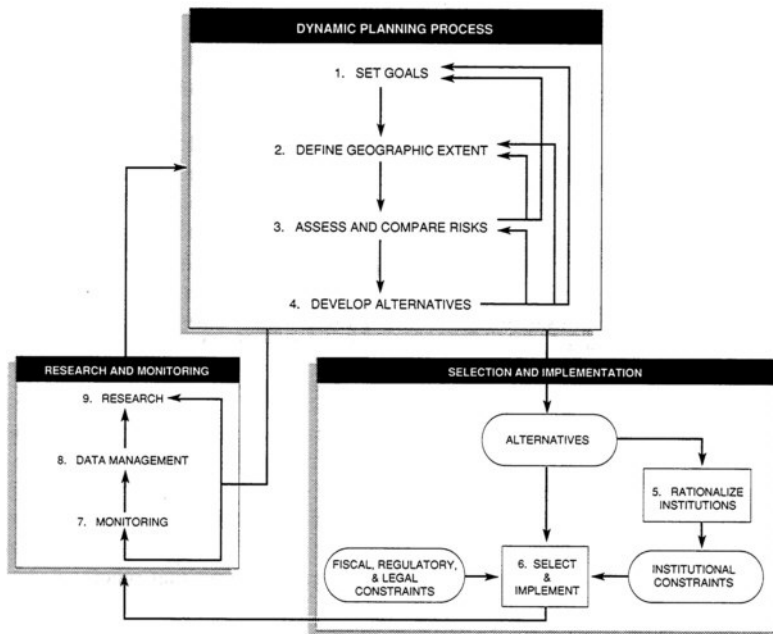 DYNAMIC PLANNING PROCESS
1. SET GOALS
2. DEFINE GEOGRAPHIC EXTENT
3. ASSESS AND COMPARE RISKS
4. DEVELOP ALTERNATIVES
RESEARCH AND MONITORING
9. RESEARCH
8. DATA MANAGEMENT
7. MONITORING
SELECTION AND IMPLEMENTATION
ALTERNATIVES
5. RATIONALIZE
INSTITUTIONS
FISCAL, REGULATORY,
& LEGAL
CONSTRAINTS
6. SELECT
&
IMPLEMENT
INSTITUTIONAL
CONSTRAINTS